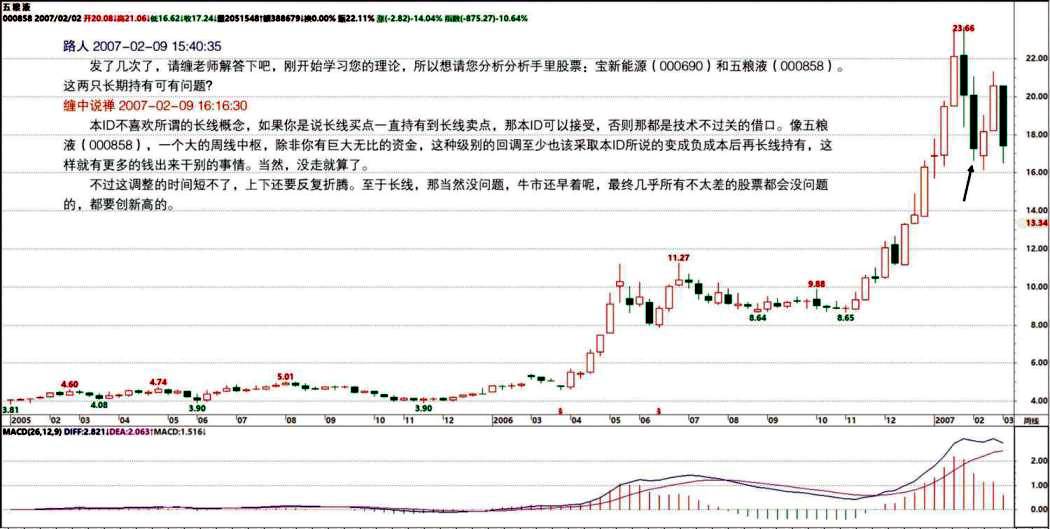 五粮液
000858 2007/02/02 开20.08↓高21.06↓低16.62↓收17.24↓量2051548↑额388679↓换0.00% 振22.11% 涨(-2.82)-14.04% 指数(-875.27)-10.64%
路人 2007-02-09 15:40:35
发了几次了，请缠老师解答下吧，刚开始学习您的理论，所以想请您分析分析手里股票：宝新能源（000690）和五粮液（000858）。
这两只长期持有可有问题？
缠中说禅 2007-02-09 16:16:30
本ID不喜欢所谓的长线概念，如果你是说长线买点一直持有到长线卖点，那本ID可以接受，否则那都是技术不过关的借口。像五粮
液（000858），一个大的周线中枢，除非你有巨大无比的资金，这种级别的回调至少也该采取本ID所说的变成负成本后再长线持有，这
样就有更多的钱出来干别的事情。当然，没走就算了。
不过这调整的时间短不了，上下还要反复折腾。至于长线，那当然没问题，牛市还早着呢，最终几乎所有不太差的股票都会没问题
的，都要创新高的。
23.66
22.00
20.00
18.00
16.00
14.00
13.34
11.27
10.00
9.88
8.64
8.65
8.00
6.00
4.60
4.74
5.01
4.00
3.81
4.08
3.90
3.90
$
$
2005 02 03 04 05 06 07 08 09 10 11 12 2006 03 04 05 06 07 08 09 10 11 12 2007 02 03 周线
MACD(26,12,9) DIFF:2.821↓DEA:2.063↑MACD:1.516↓
2.00
1.00
0.00